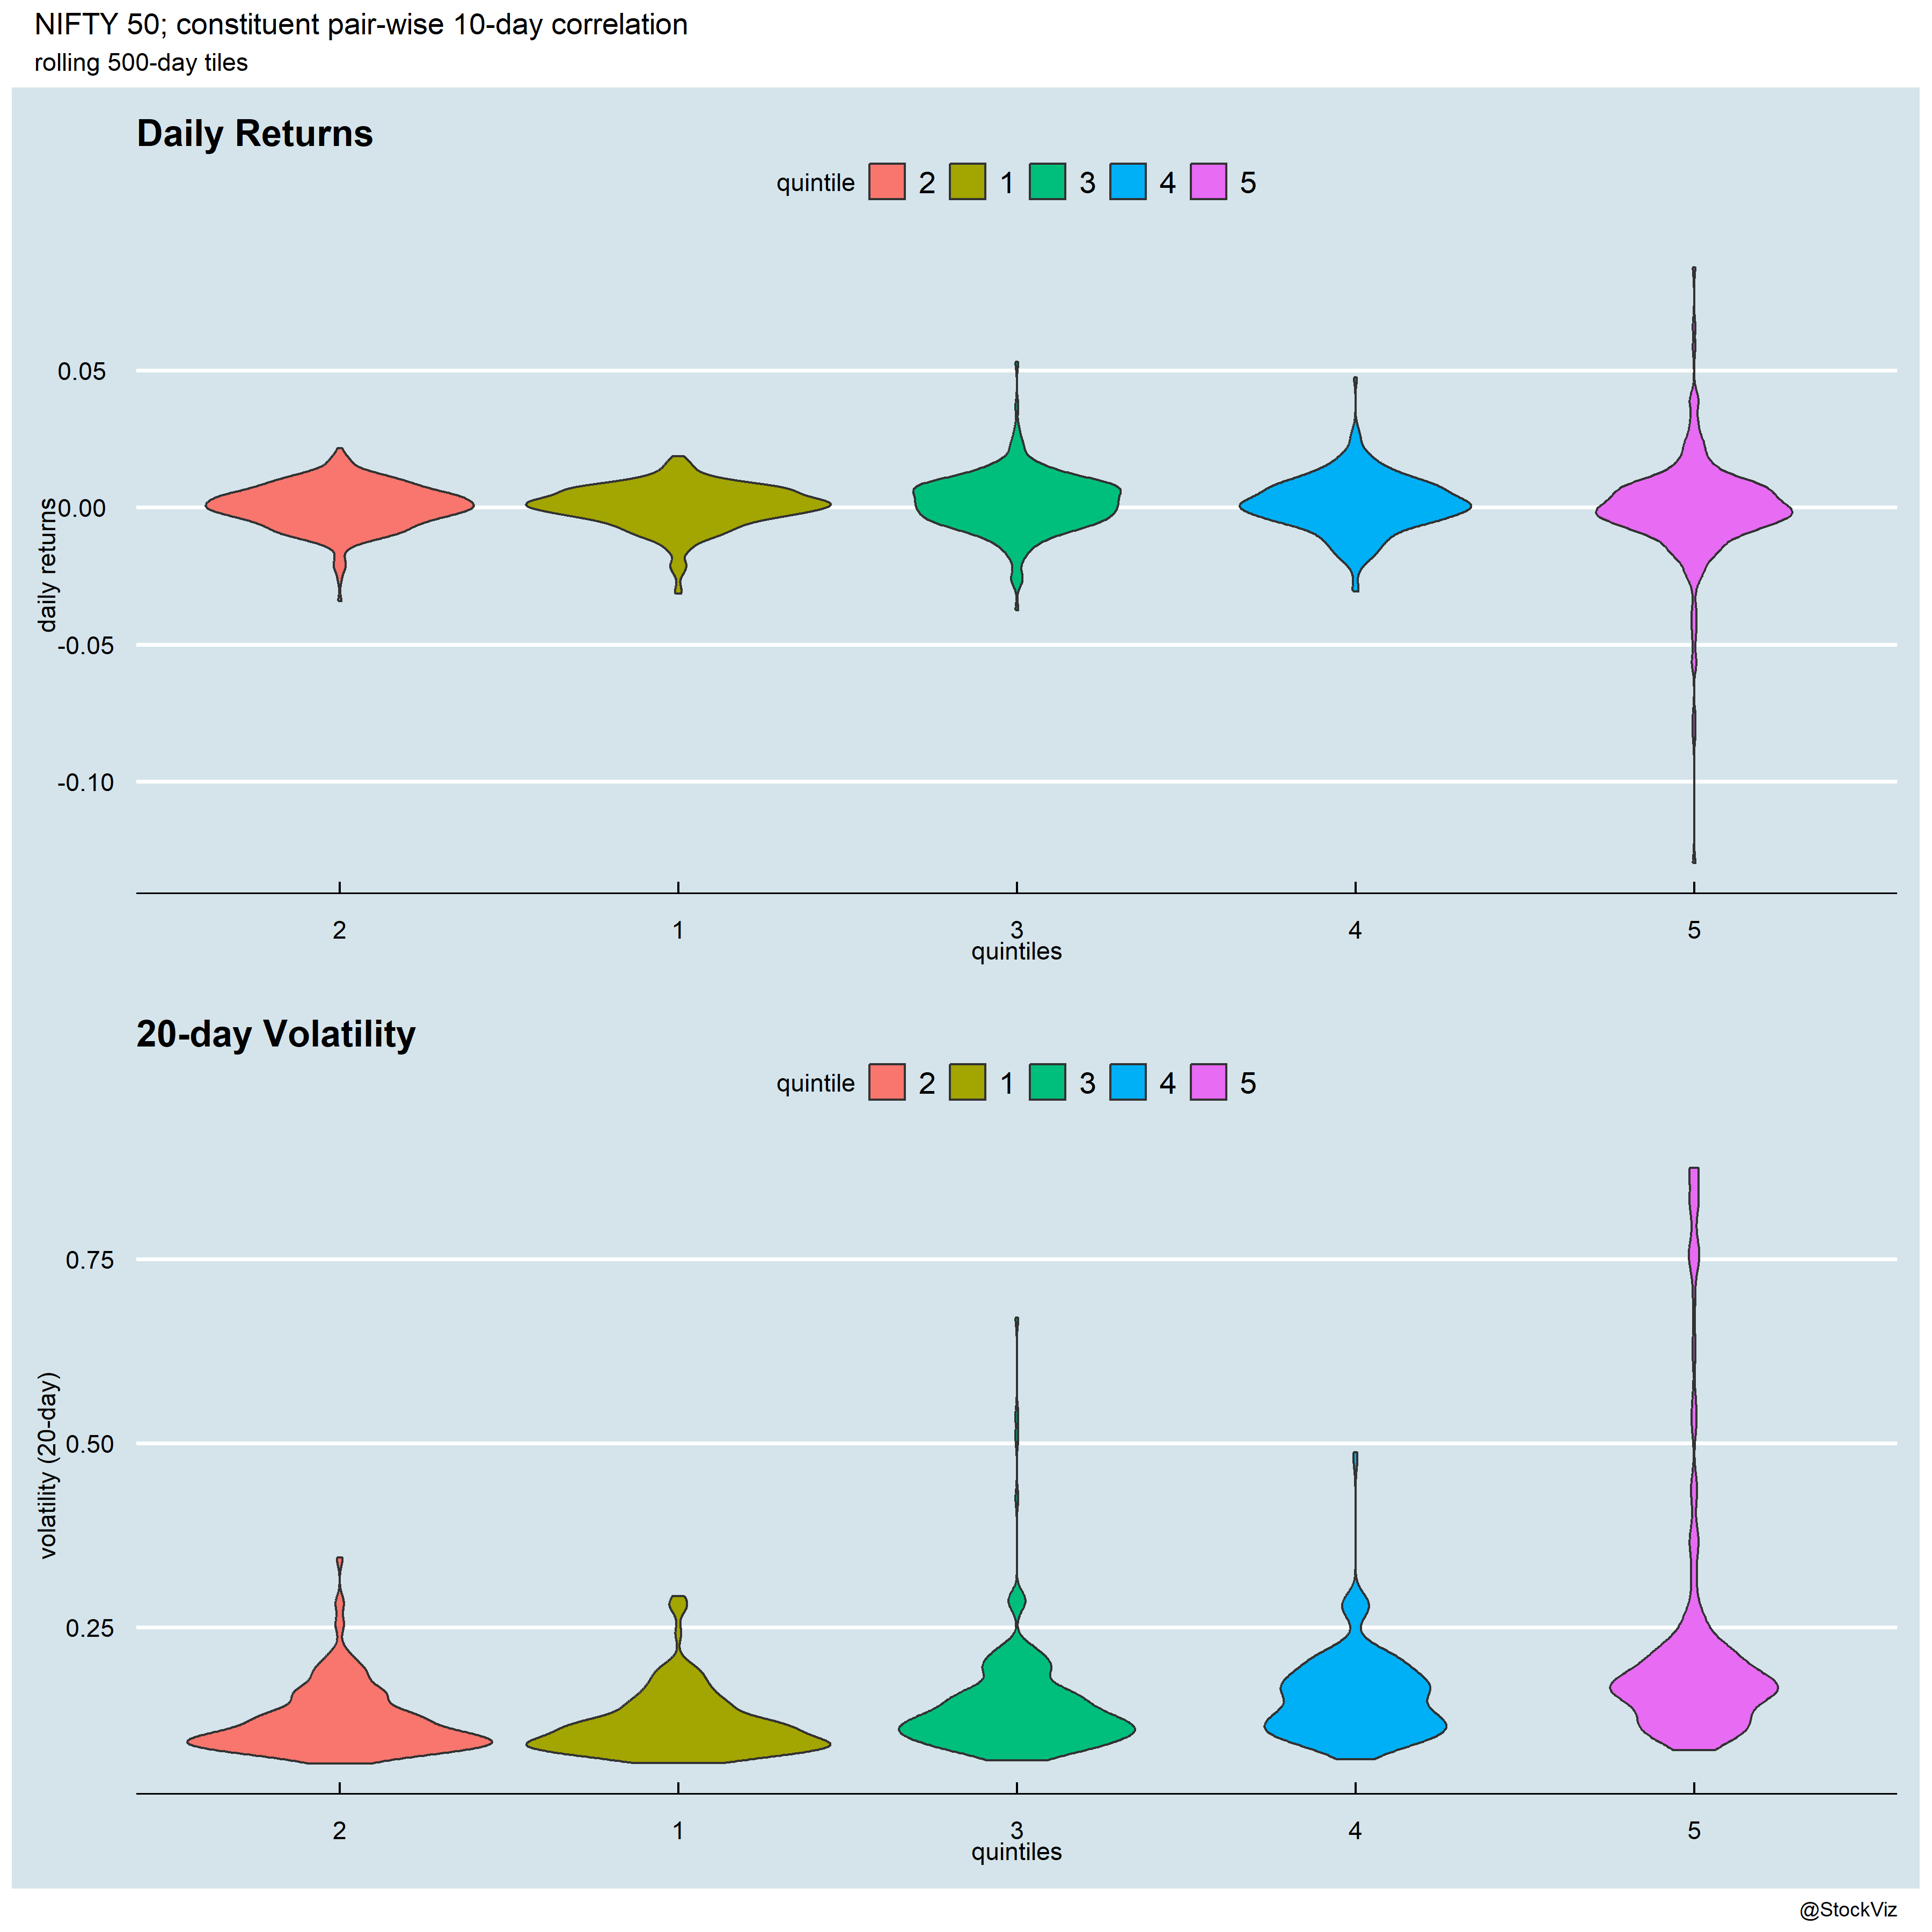 NIFTY 50; constituent pair-wise 10-day correlation
rolling 500-day tiles
Daily Returns
quintile 2 1 3 4 5
daily returns
0.05
0.00
-0.05
-0.10
2 1 3 4 5
quintiles
20-day Volatility
quintile 2 1 3 4 5
volatility (20-day)
0.75
0.50
0.25
2 1 3 4 5
quintiles
@StockViz